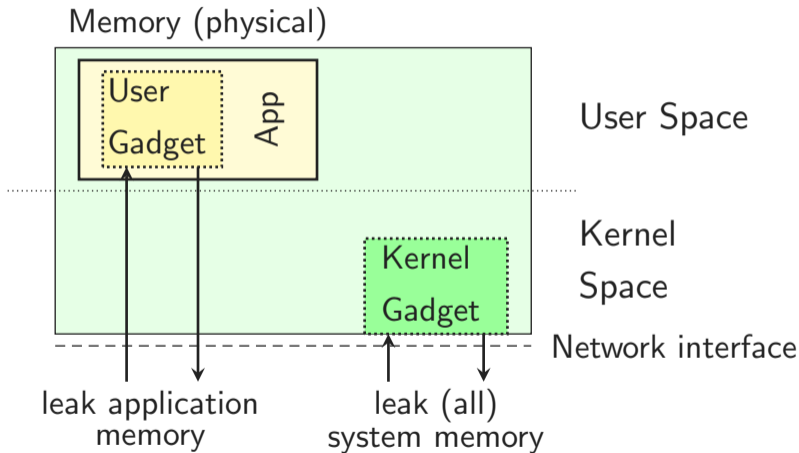 Memory (physical)
User
Gadget
App
User Space
Kernel
Space
Kernel
Gadget
Network interface
leak application
memory
leak (all)
system memory